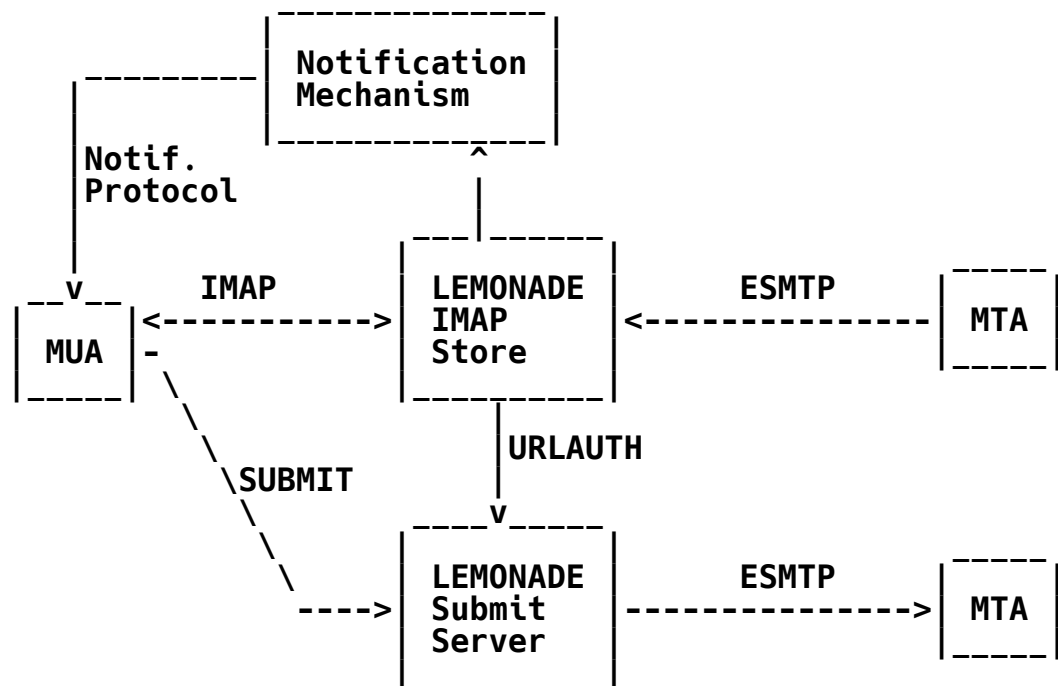 Notification
Mechanism
Notif.
Protocol
IMAP
LEMONADE
IMAP
Store
ESMTP
MTA
MUA
URLAUTH
SUBMIT
LEMONADE
Submit
Server
ESMTP
MTA